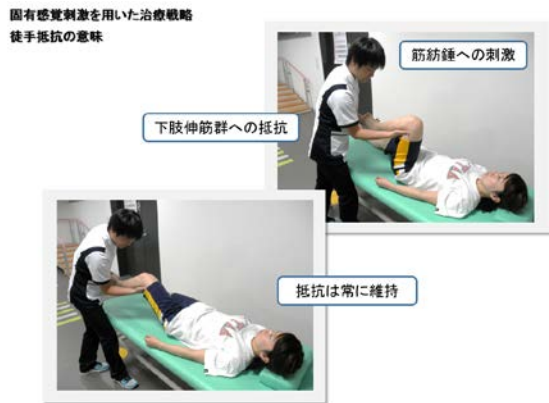 固有感覚刺激を用いた治療戦略
徒手抵抗の意味
筋紡錘への刺激
下肢伸筋群への抵抗
抵抗は常に維持